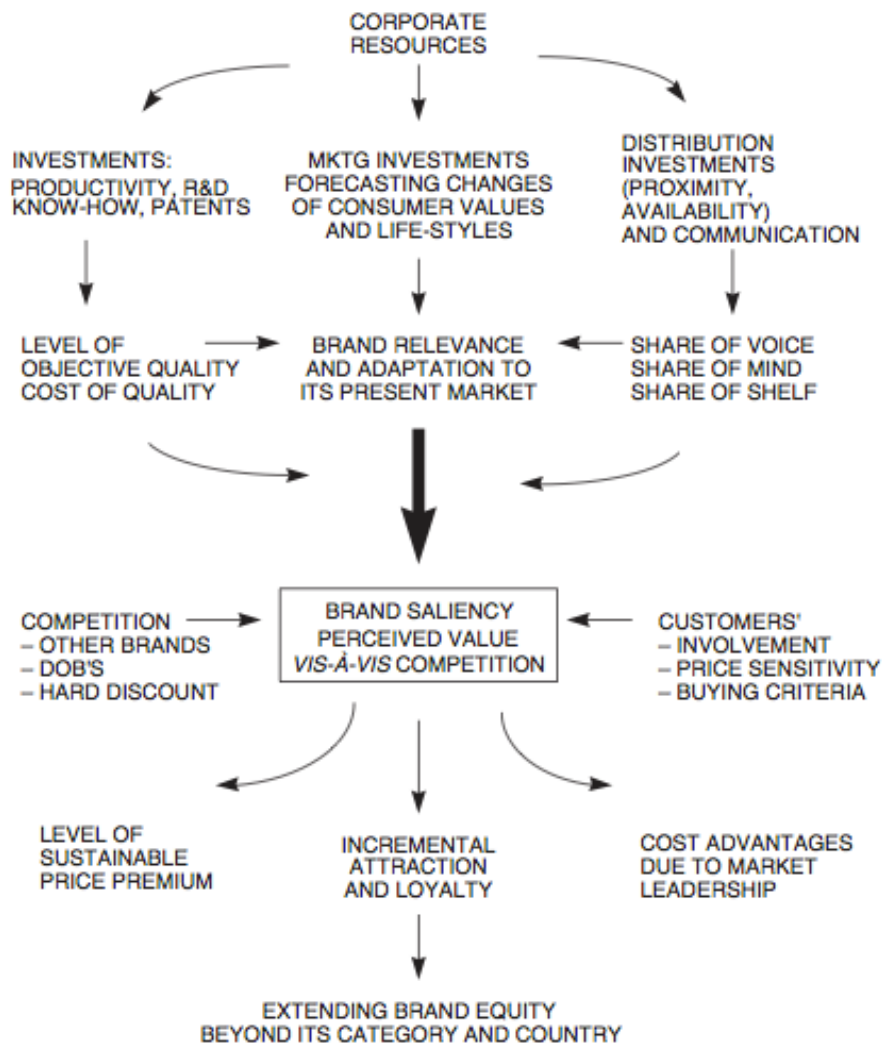 CORPORATE
RESOURCES
INVESTMENTS:
PRODUCTIVITY, R&D
KNOW-HOW, PATENTS
MKTG INVESTMENTS
FORECASTING CHANGES
OF CONSUMER VALUES
AND LIFE-STYLES
DISTRIBUTION
INVESTMENTS
(PROXIMITY,
AVAILABILITY)
AND COMMUNICATION
LEVEL OF
OBJECTIVE QUALITY
COST OF QUALITY
BRAND RELEVANCE
AND ADAPTATION TO
ITS PRESENT MARKET
SHARE OF VOICE
SHARE OF MIND
SHARE OF SHELF
COMPETITION
– OTHER BRANDS
– DOB'S
– HARD DISCOUNT
BRAND SALIENCY
PERCEIVED VALUE
VIS-À-VIS COMPETITION
CUSTOMERS'
– INVOLVEMENT
– PRICE SENSITIVITY
– BUYING CRITERIA
LEVEL OF
SUSTAINABLE
PRICE PREMIUM
INCREMENTAL
ATTRACTION
AND LOYALTY
COST ADVANTAGES
DUE TO MARKET
LEADERSHIP
EXTENDING BRAND EQUITY
BEYOND ITS CATEGORY AND COUNTRY